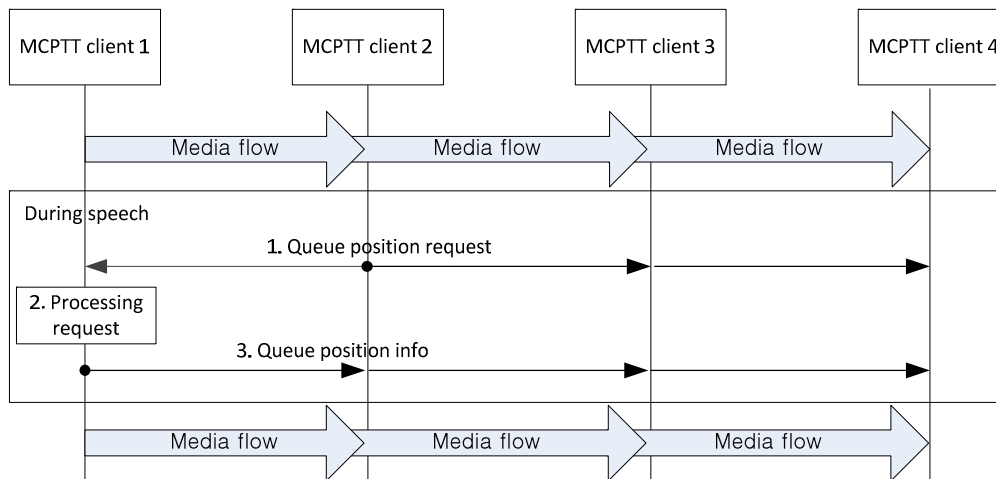 MCPTT client 1
MCPTT client 2
MCPTT client 3
MCPTT client 4
Media flow
Media flow
Media flow
During speech
1. Queue position request
2. Processing
request
3. Queue position info
Media flow
Media flow
Media flow